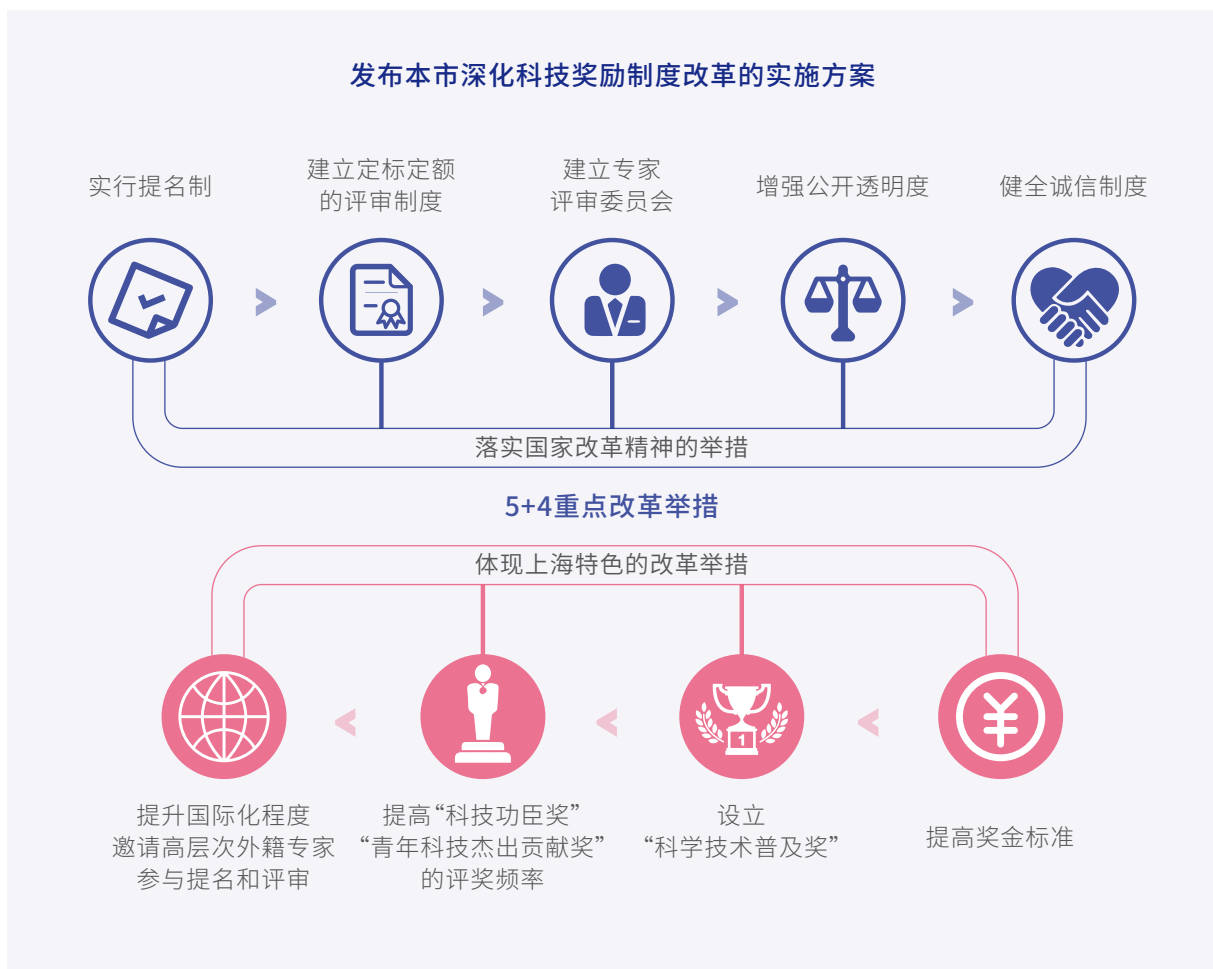 发布本市深化科技奖励制度改革的实施方案
实行提名制
建立定标定额
的评审制度
建立专家
评审委员会
增强公开透明度
健全诚信制度
落实国家改革精神的举措
5+4重点改革举措
体现上海特色的改革举措
1
提升国际化程度
邀请高层次外籍专家
参与提名和评审
提高“科技功臣奖”
“青年科技杰出贡献奖”
的评奖频率
设立
“科学技术普及奖”
提高奖金标准